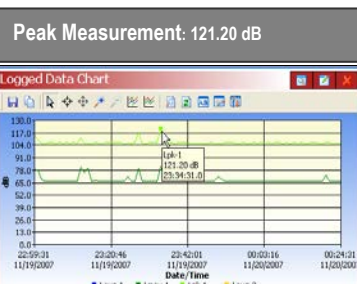 Peak Measurement: 121.20 dB
Logged Data Chart
130.0
117.0
104.0
91.0
78.0
65.0
52.0
39.0
26.0
13.0
0.0
dB
Lpk-1
121.20 dB
23:34:31.0
22:59:31 23:20:46 23:42:01 00:03:16 00:24:31
11/19/2007 11/19/2007 11/19/2007 11/20/2007 11/20/200
Date/Time